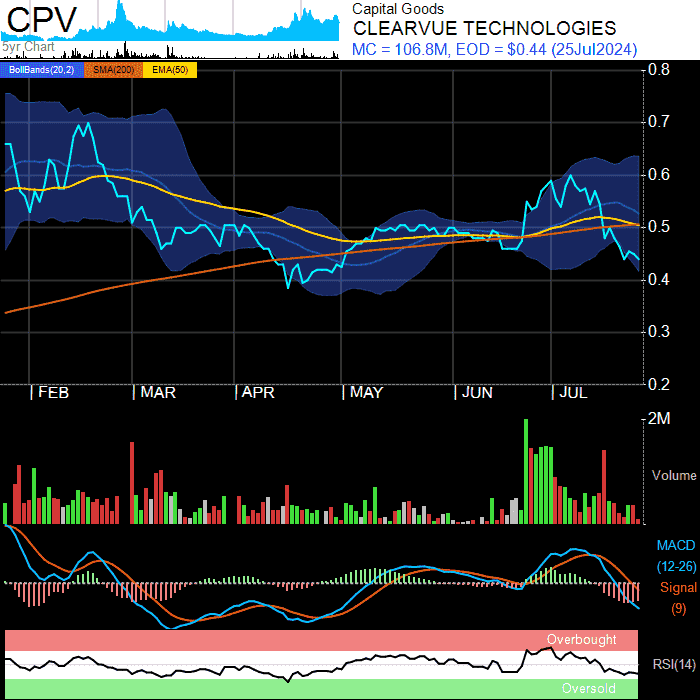 CPV
5yr Chart
Capital Goods
CLEARVUE TECHNOLOGIES
MC = 106.8M, EOD = $0.44 (25Jul2024)
BollBands(20,2) SMA(200) EMA(50)
0.8
0.7
0.6
0.5
0.4
0.3
0.2
FEB MAR APR MAY JUN JUL
2M
Volume
MACD
(12-26)
Signal
(9)
Overbought
RSI(14)
Oversold